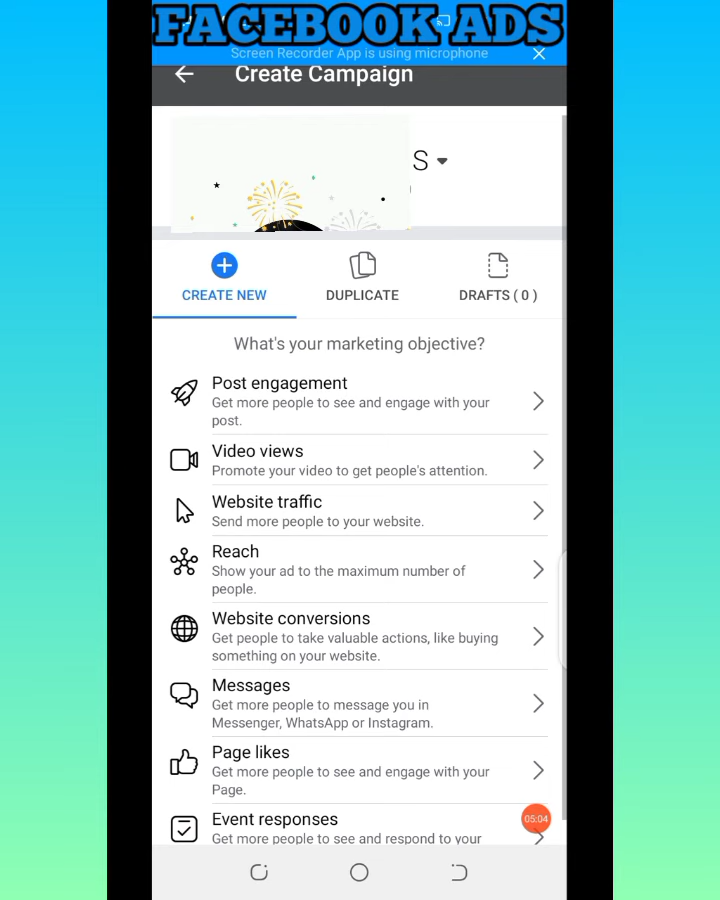 FACEBOOK ADS
Screen Recorder App is using microphone
Create Campaign
S
CREATE NEW
DUPLICATE
DRAFTS ( 0 )
What's your marketing objective?
Post engagement
Get more people to see and engage with your
post.
Video views
Promote your video to get people's attention.
Website traffic
Send more people to your website.
Reach
Show your ad to the maximum number of
people.
Website conversions
Get people to take valuable actions, like buying
something on your website.
Messages
Get more people to message you in
Messenger, WhatsApp or Instagram.
Page likes
Get more people to see and engage with your
Page.
Event responses
05:04
Get more people to see and respond to your